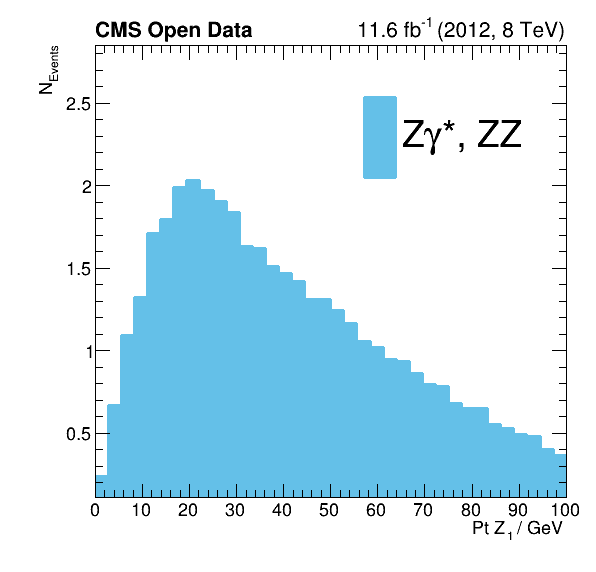 CMS Open Data 11.6 fb⁻¹ (2012, 8 TeV)
N_Events
2.5
Zγ*, ZZ
2
1.5
1
0.5
0 10 20 30 40 50 60 70 80 90 100
Pt Z₁ / GeV